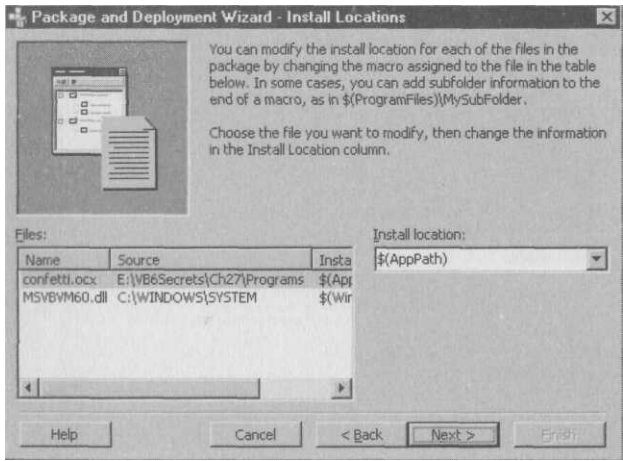 Package and Deployment Wizard - Install Locations
You can modify the install location for each of the files in the
package by changing the macro assigned to the file in the table
below. In some cases, you can add subfolder information to the
end of a macro, as in $(ProgramFiles)\MySubFolder.
Choose the file you want to modify, then change the information
in the Install Location column.
Files:
Name Source Insta
confetti.ocx E:\VB6Secrets\Ch27\Programs $(App
MSVBVM60.dll C:\WINDOWS\SYSTEM $(Wir
Install location:
$(AppPath)
Help Cancel < Back Next > Finish